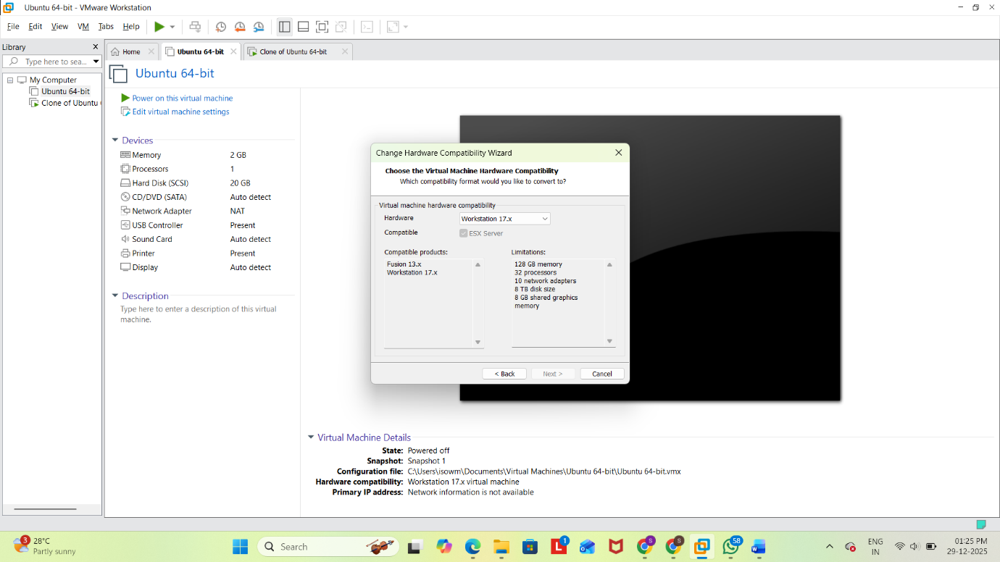 Ubuntu 64-bit - VMware Workstation
File Edit View VM Tabs Help
Library
Type here to sea...
My Computer
Ubuntu 64-bit
Clone of Ubuntu
Home
Ubuntu 64-bit
Clone of Ubuntu 64-bit
Ubuntu 64-bit
Power on this virtual machine
Edit virtual machine settings
Devices
Memory 2 GB
Processors 1
Hard Disk (SCSI) 20 GB
CD/DVD (SATA) Auto detect
Network Adapter NAT
USB Controller Present
Sound Card Auto detect
Printer Present
Display Auto detect
Description
Type here to enter a description of this virtual
machine.
Change Hardware Compatibility Wizard
Choose the Virtual Machine Hardware Compatibility
Which compatibility format would you like to convert to?
Virtual machine hardware compatibility
Hardware Workstation 17.x
Compatible ESX Server
Compatible products:
Fusion 13.x
Workstation 17.x
Limitations:
128 GB memory
32 processors
10 network adapters
8 TB disk size
8 GB shared graphics
memory
< Back Next > Cancel
Virtual Machine Details
State: Powered off
Snapshot: Snapshot 1
Configuration file: C:\Users\isowm\Documents\Virtual Machines\Ubuntu 64-bit\Ubuntu 64-bit.vmx
Hardware compatibility: Workstation 17.x virtual machine
Primary IP address: Network information is not available
3
28°C
Partly sunny
Search
L
1
S
S
58
W
ENG
IN
01:25 PM
29-12-2025